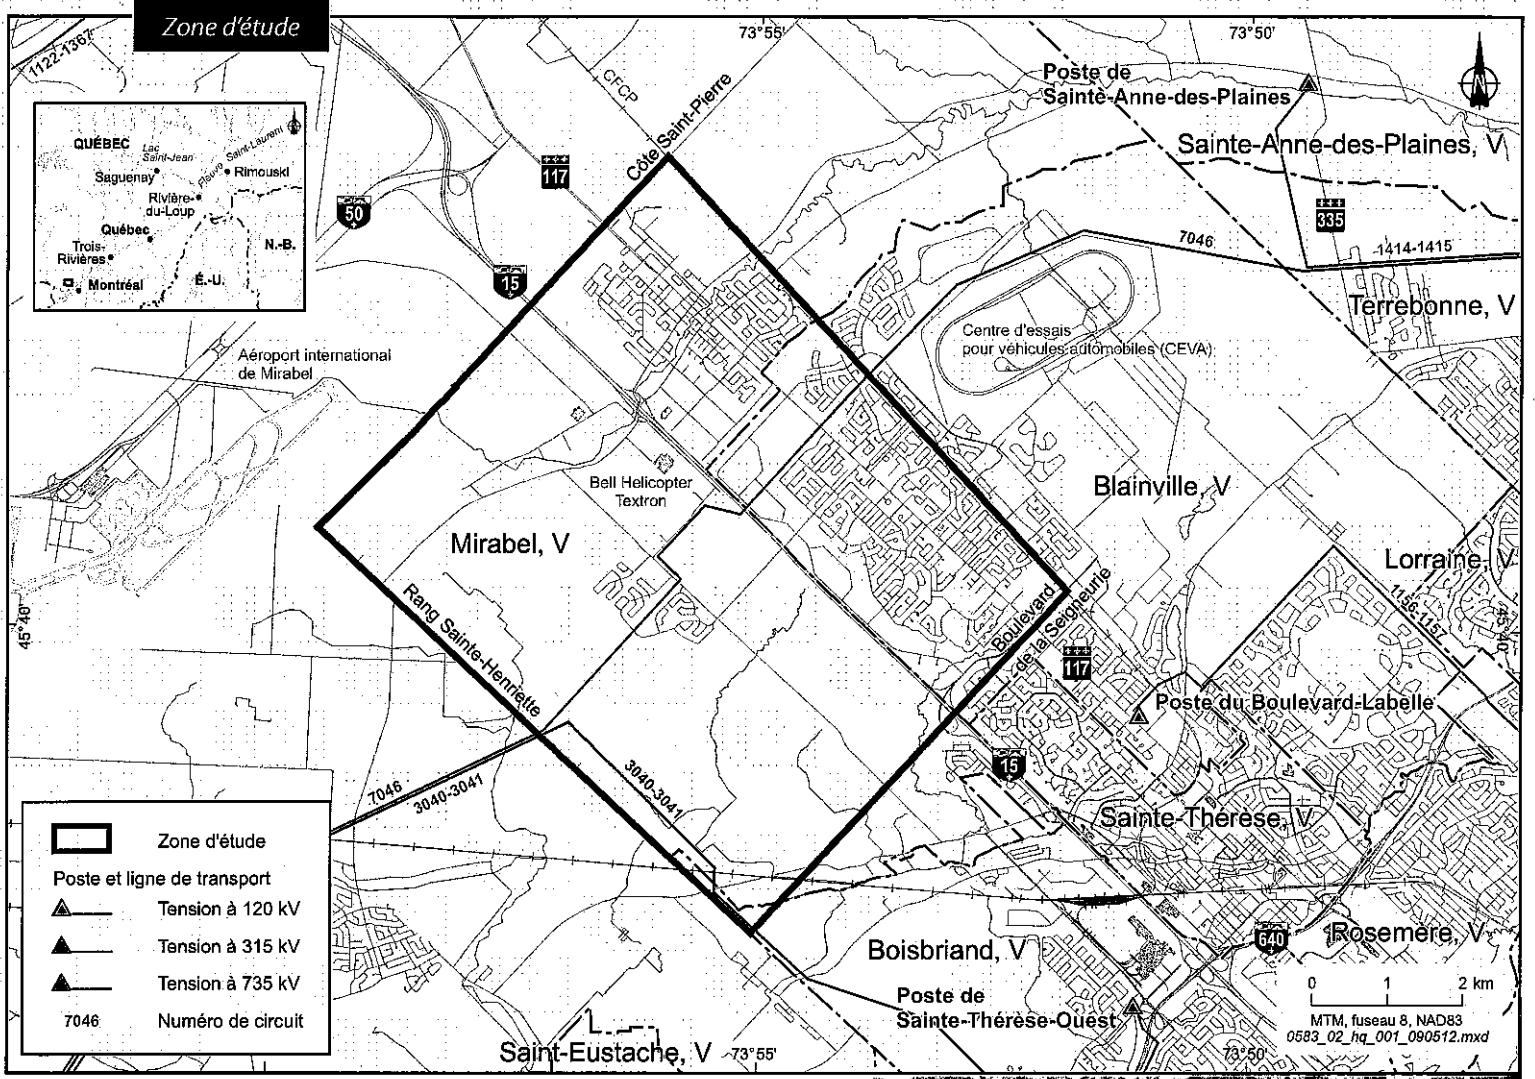 Zone d'étude
73°55'
73°50'
1122-1367
CFCP
Côte Saint-Pierre
Poste de
Sainte-Anne-des-Plaines
N
Sainte-Anne-des-Plaines, V
QUÉBEC
Lac
Saint-Jean
Fleuve Saint-Laurent
Saguenay
Rimouski
Rivière-
du-Loup
Québec
Trois-
Rivières
N.-B.
É.-U.
Montréal
117
50
335
15
7046
1414-1415
Terrebonne, V
Centre d'essais
pour véhicules automobiles (CEVA)
Aéroport international
de Mirabel
Bell Helicopter
Textron
Blainville, V
Mirabel, V
Lorraine, V
Rang Sainte-Henriette
Boulevard
de la Seigneurie
1156-1157
45°40'
45°40'
117
Poste du Boulevard-Labelle
15
7046
3040-3041
3040-3041
Sainte-Thérèse, V
Zone d'étude
Poste et ligne de transport
Tension à 120 kV
Tension à 315 kV
Tension à 735 kV
7046 Numéro de circuit
Boisbriand, V
640
Rosemère, V
Poste de
Sainte-Thérèse-Ouest
Saint-Eustache, V
73°55'
73°50'
0 1 2 km
MTM, fuseau 8, NAD83
0583_02_hq_001_090512.mxd